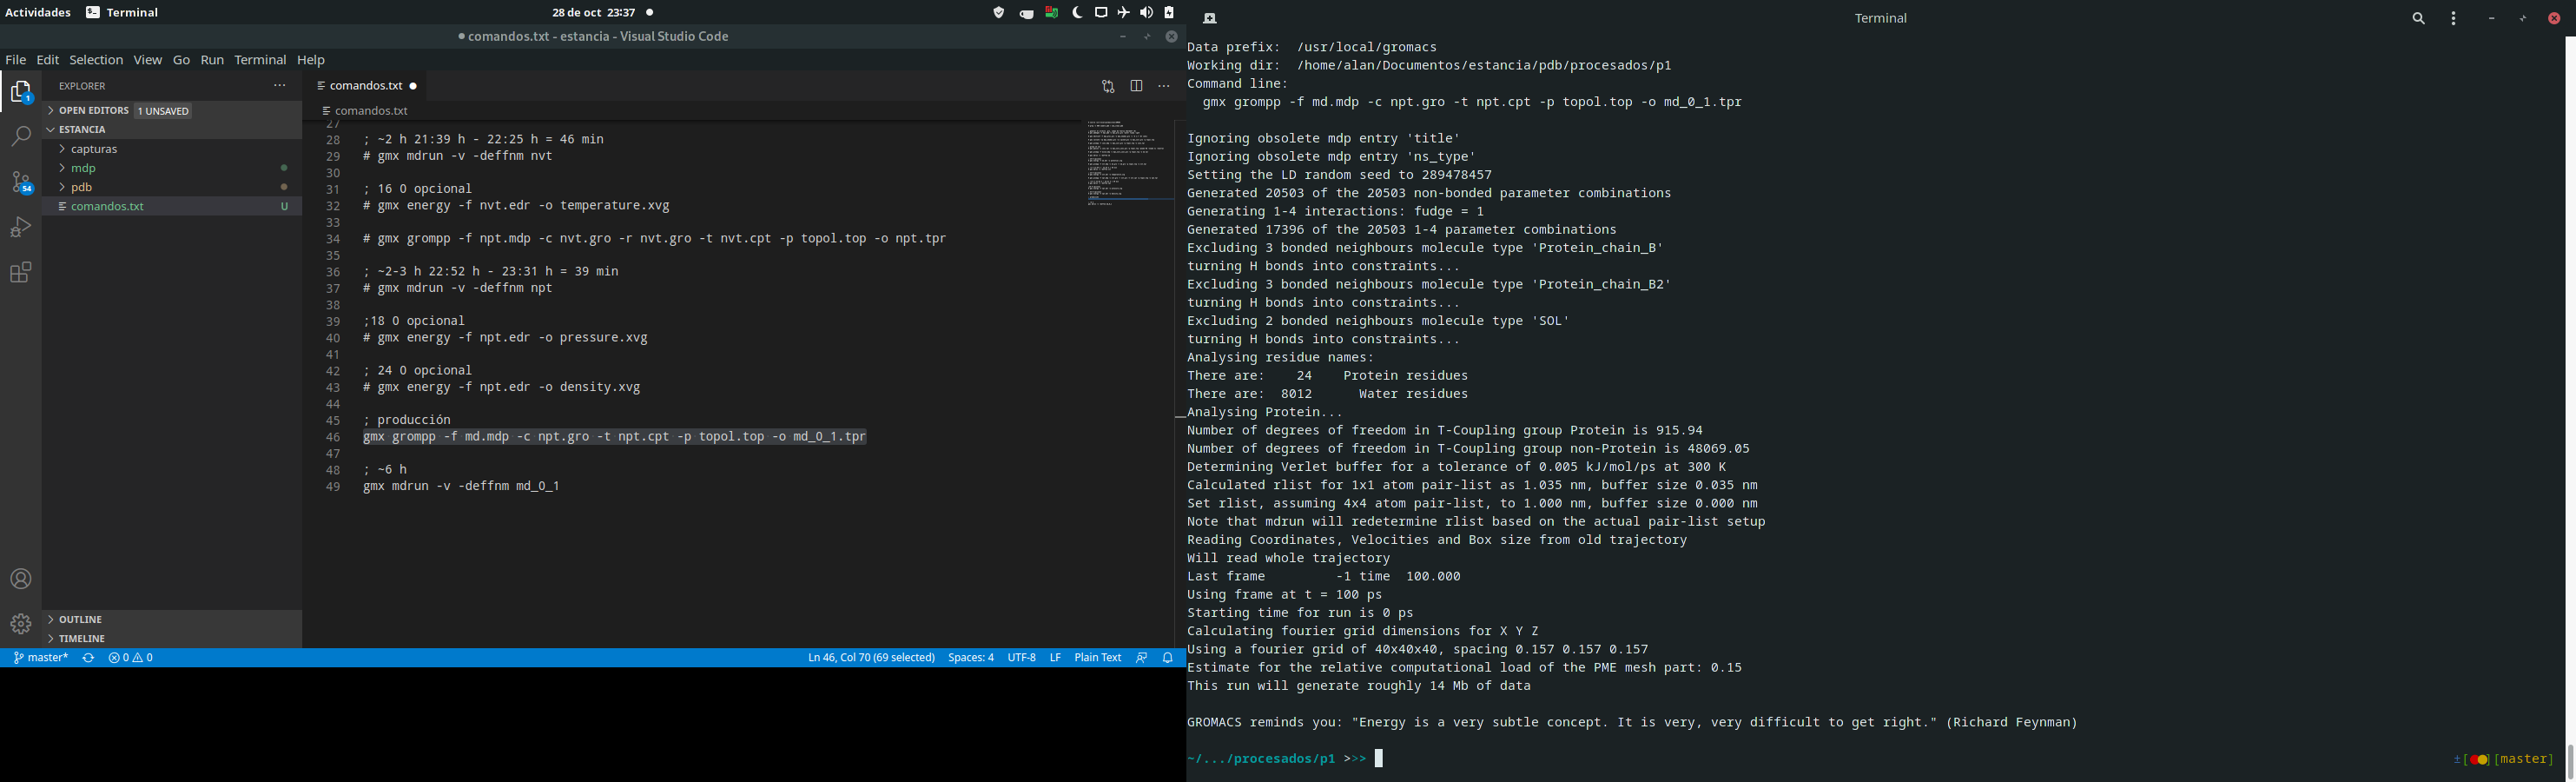 Actividades Terminal 28 de oct 23:37
comandos.txt - estancia - Visual Studio Code
File Edit Selection View Go Run Terminal Help
EXPLORER
OPEN EDITORS 1 UNSAVED
ESTANCIA
capturas
mdp
pdb
comandos.txt U
OUTLINE
TIMELINE
1
54
comandos.txt
comandos.txt
27
28 ; ~2 h 21:39 h - 22:25 h = 46 min
29 # gmx mdrun -v -deffnm nvt
30
31 ; 16 0 opcional
32 # gmx energy -f nvt.edr -o temperature.xvg
33
34 # gmx grompp -f npt.mdp -c nvt.gro -r nvt.gro -t nvt.cpt -p topol.top -o npt.tpr
35
36 ; ~2-3 h 22:52 h - 23:31 h = 39 min
37 # gmx mdrun -v -deffnm npt
38
39 ;18 0 opcional
40 # gmx energy -f npt.edr -o pressure.xvg
41
42 ; 24 0 opcional
43 # gmx energy -f npt.edr -o density.xvg
44
45 ; producción
46 gmx grompp -f md.mdp -c npt.gro -t npt.cpt -p topol.top -o md_0_1.tpr
47
48 ; ~6 h
49 gmx mdrun -v -deffnm md_0_1
master* 0 0 Ln 46, Col 70 (69 selected) Spaces: 4 UTF-8 LF Plain Text
Terminal
Data prefix: /usr/local/gromacs
Working dir: /home/alan/Documentos/estancia/pdb/procesados/p1
Command line:
gmx grompp -f md.mdp -c npt.gro -t npt.cpt -p topol.top -o md_0_1.tpr
Ignoring obsolete mdp entry 'title'
Ignoring obsolete mdp entry 'ns_type'
Setting the LD random seed to 289478457
Generated 20503 of the 20503 non-bonded parameter combinations
Generating 1-4 interactions: fudge = 1
Generated 17396 of the 20503 1-4 parameter combinations
Excluding 3 bonded neighbours molecule type 'Protein_chain_B'
turning H bonds into constraints...
Excluding 3 bonded neighbours molecule type 'Protein_chain_B2'
turning H bonds into constraints...
Excluding 2 bonded neighbours molecule type 'SOL'
turning H bonds into constraints...
Analysing residue names:
There are: 24 Protein residues
There are: 8012 Water residues
Analysing Protein...
Number of degrees of freedom in T-Coupling group Protein is 915.94
Number of degrees of freedom in T-Coupling group non-Protein is 48069.05
Determining Verlet buffer for a tolerance of 0.005 kJ/mol/ps at 300 K
Calculated rlist for 1x1 atom pair-list as 1.035 nm, buffer size 0.035 nm
Set rlist, assuming 4x4 atom pair-list, to 1.000 nm, buffer size 0.000 nm
Note that mdrun will redetermine rlist based on the actual pair-list setup
Reading Coordinates, Velocities and Box size from old trajectory
Will read whole trajectory
Last frame -1 time 100.000
Using frame at t = 100 ps
Starting time for run is 0 ps
Calculating fourier grid dimensions for X Y Z
Using a fourier grid of 40x40x40, spacing 0.157 0.157 0.157
Estimate for the relative computational load of the PME mesh part: 0.15
This run will generate roughly 14 Mb of data
GROMACS reminds you: "Energy is a very subtle concept. It is very, very difficult to get right." (Richard Feynman)
~/.../procesados/p1 >>> ±[][master]